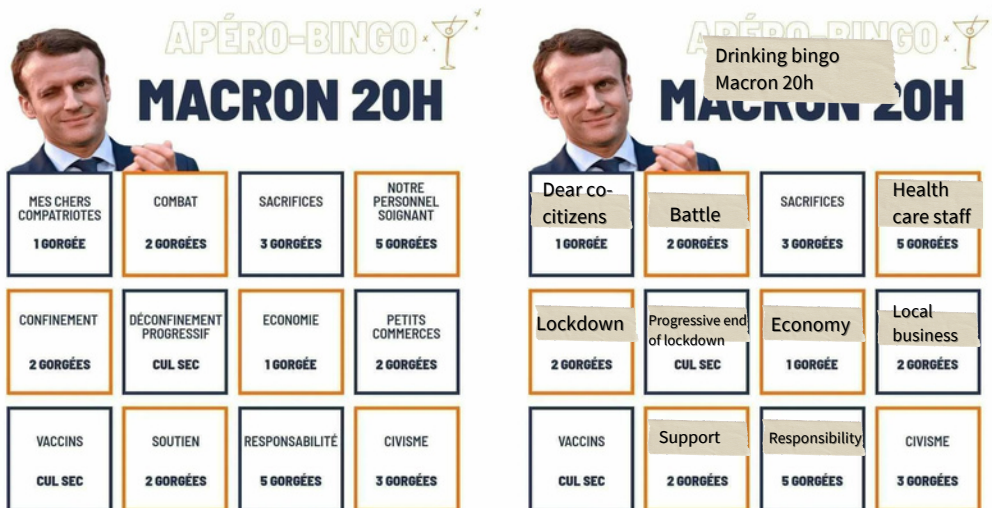 APÉRO-BINGO
MACRON 20H
MES CHERS
COMPATRIOTES
1 GORGÉE
COMBAT
2 GORGÉES
SACRIFICES
3 GORGÉES
NOTRE
PERSONNEL
SOIGNANT
5 GORGÉES
CONFINEMENT
2 GORGÉES
DÉCONFINEMENT
PROGRESSIF
CUL SEC
ECONOMIE
1 GORGÉE
PETITS
COMMERCES
2 GORGÉES
VACCINS
CUL SEC
SOUTIEN
2 GORGÉES
RESPONSABILITÉ
5 GORGÉES
CIVISME
3 GORGÉES
APÉRO-BINGO
Drinking bingo
Macron 20h
MACRON 20H
Dear co-
citizens
1 GORGÉE
Battle
2 GORGÉES
SACRIFICES
3 GORGÉES
Health
care staff
5 GORGÉES
Lockdown
2 GORGÉES
Progressive end
of lockdown
CUL SEC
Economy
1 GORGÉE
Local
business
2 GORGÉES
VACCINS
CUL SEC
Support
2 GORGÉES
Responsibility
5 GORGÉES
CIVISME
3 GORGÉES